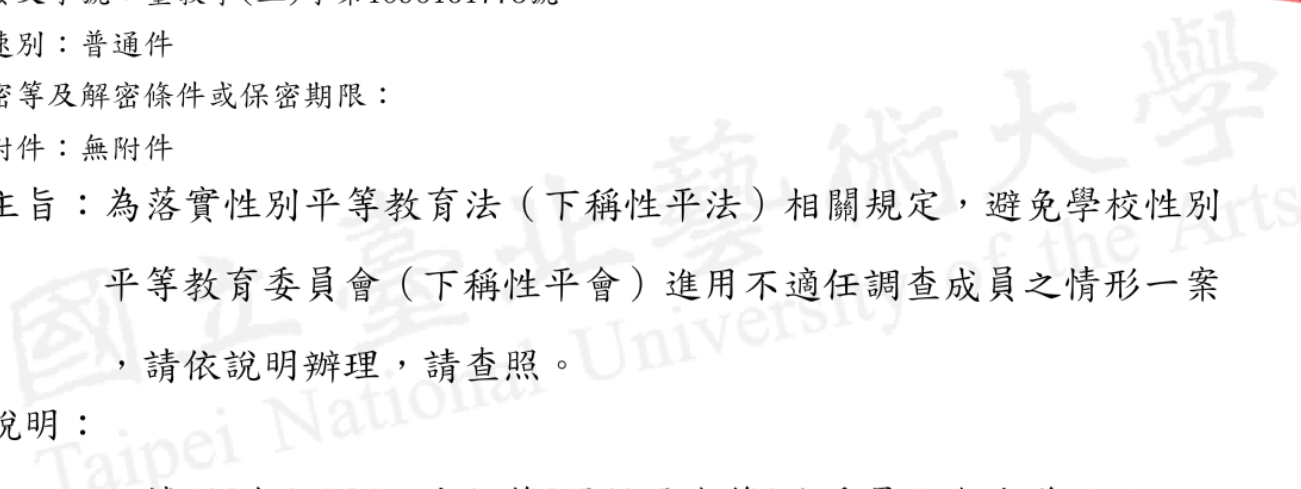 速別：普通件
密等及解密條件或保密期限：
附件：無附件
主旨：為落實性別平等教育法（下稱性平法）相關規定，避免學校性別
平等教育委員會（下稱性平會）進用不適任調查成員之情形一案
，請依說明辦理，請查照。
說明：
國立臺北藝術大學
Taipei National University of the Arts